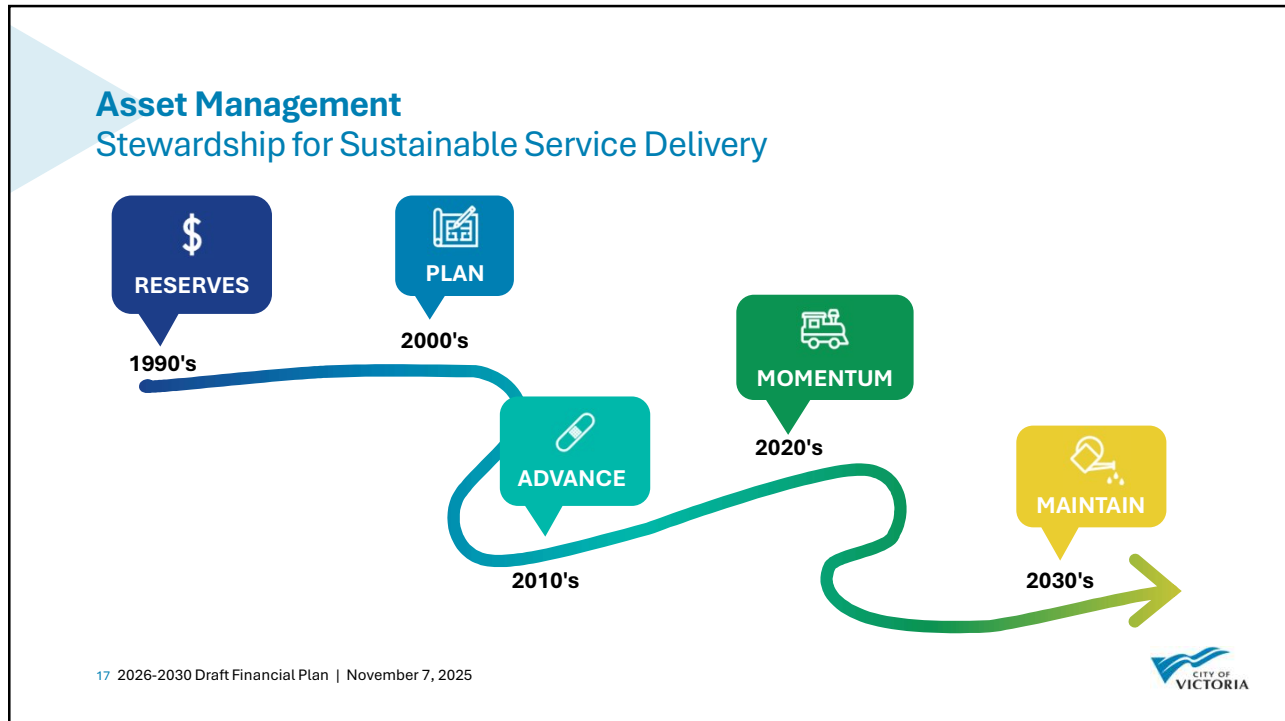 Asset Management
Stewardship for Sustainable Service Delivery
$
RESERVES
1990's
PLAN
2000's
ADVANCE
2010's
MOMENTUM
2020's
MAINTAIN
2030's
17 2026-2030 Draft Financial Plan | November 7, 2025
CITY OF
VICTORIA